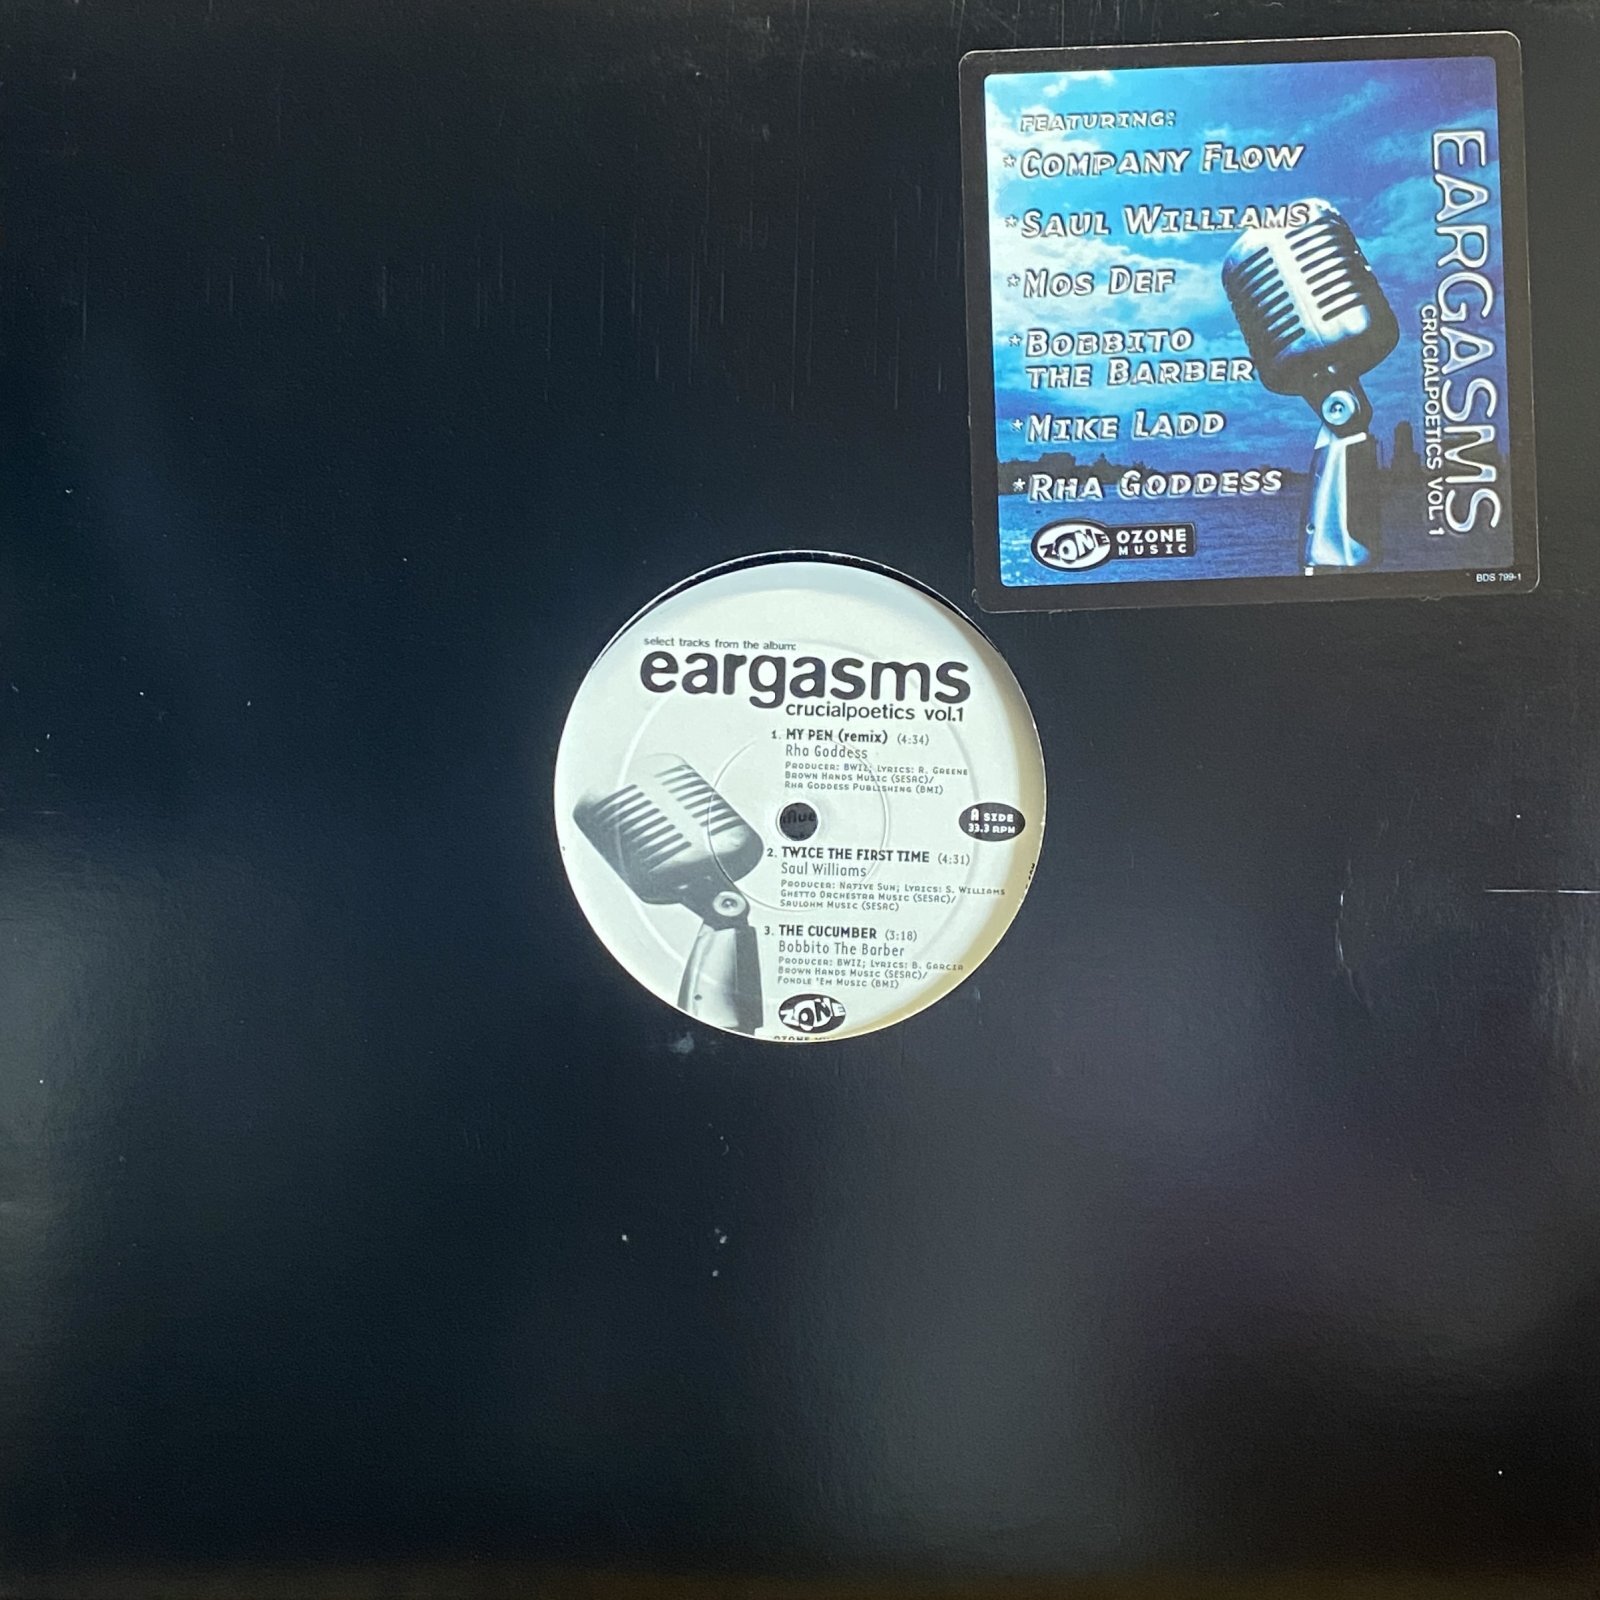 FEATURING:
*COMPANY FLOW
*SAUL WILLIAMS
*MOS DEF
*BOBBITO
THE BARBER
*MIKE LADD
*RHA GODDESS
ZONE OZONE
MUSIC
EARGASMS
CRUCIALPOETICS VOL 1
BDS 799-1
select tracks from the album:
eargasms
crucialpoetics vol.1
1. MY PEN (remix) (4:34)
Rha Goddess
PRODUCER: BWIZ; LYRICS: R. GREENE
BROWN HANDS MUSIC (SESAC)/
RHA GODDESS PUBLISHING (BMI)
A SIDE
33.3 RPM
2. TWICE THE FIRST TIME (4:31)
Saul Williams
PRODUCER: NATIVE SUN; LYRICS: S. WILLIAMS
GHETTO ORCHESTRA MUSIC (SESAC)/
SAULOHM MUSIC (SESAC)
3. THE CUCUMBER (3:18)
Bobbito The Barber
PRODUCER: BWIZ; LYRICS: B. GARCIA
BROWN HANDS MUSIC (SESAC)/
FONDLE 'EM MUSIC (BMI)
ZONE